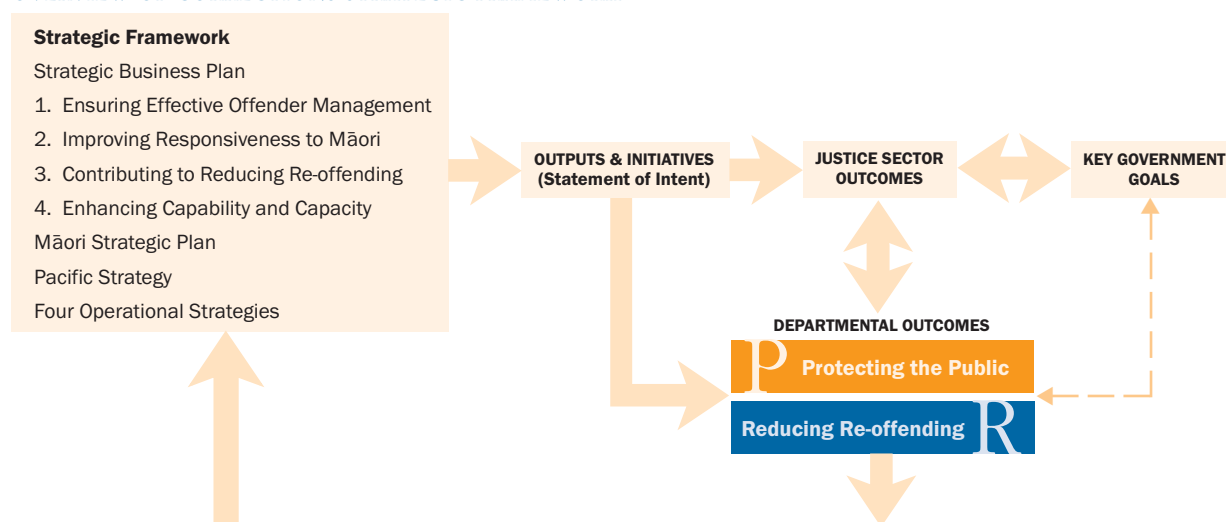 Strategic Framework
Strategic Business Plan
1. Ensuring Effective Offender Management
2. Improving Responsiveness to Māori
3. Contributing to Reducing Re-offending
4. Enhancing Capability and Capacity
Māori Strategic Plan
Pacific Strategy
Four Operational Strategies
OUTPUTS & INITIATIVES
(Statement of Intent)
JUSTICE SECTOR
OUTCOMES
KEY GOVERNMENT
GOALS
DEPARTMENTAL OUTCOMES
P Protecting the Public
Reducing Re-offending R